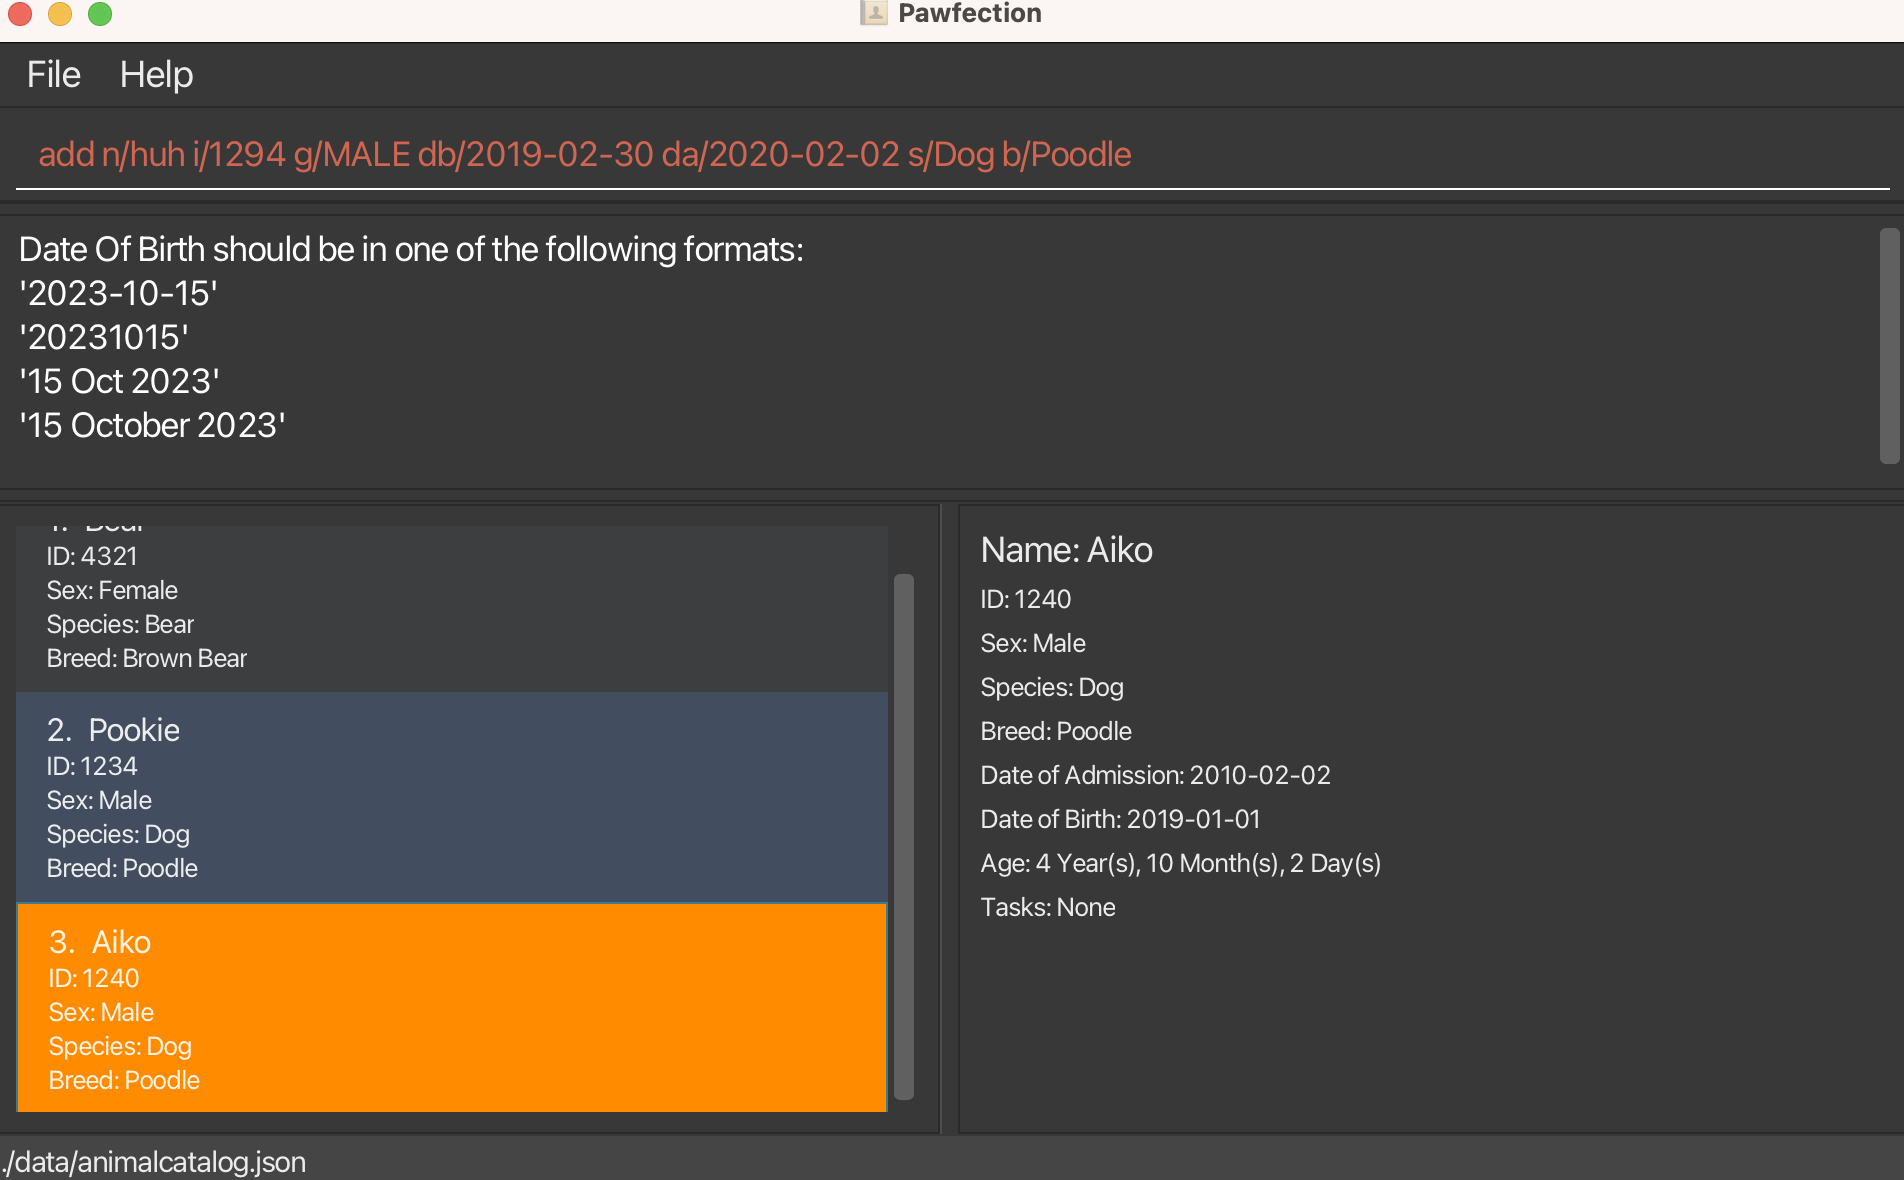 Pawfection
File Help
add n/huh i/1294 g/MALE db/2019-02-30 da/2020-02-02 s/Dog b/Poodle
Date Of Birth should be in one of the following formats:
'2023-10-15'
'20231015'
'15 Oct 2023'
'15 October 2023'
1. Bear
ID: 4321
Sex: Female
Species: Bear
Breed: Brown Bear
2. Pookie
ID: 1234
Sex: Male
Species: Dog
Breed: Poodle
3. Aiko
ID: 1240
Sex: Male
Species: Dog
Breed: Poodle
Name: Aiko
ID: 1240
Sex: Male
Species: Dog
Breed: Poodle
Date of Admission: 2010-02-02
Date of Birth: 2019-01-01
Age: 4 Year(s), 10 Month(s), 2 Day(s)
Tasks: None
./data/animalcatalog.json